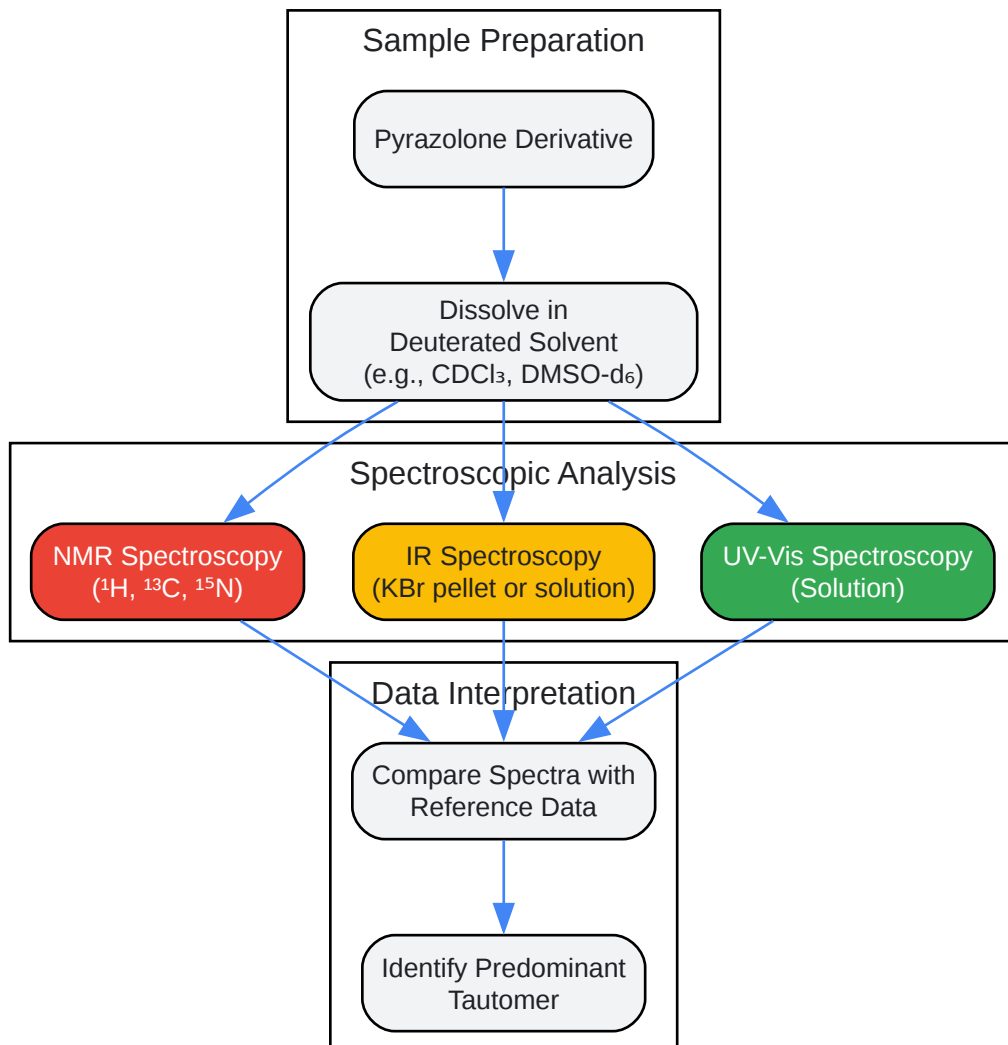 Sample Preparation
Pyrazolone Derivative
Dissolve in
Deuterated Solvent
(e.g., CDCl₃, DMSO-d₆)
Spectroscopic Analysis
NMR Spectroscopy
(¹H, ¹³C, ¹⁵N)
IR Spectroscopy
(KBr pellet or solution)
UV-Vis Spectroscopy
(Solution)
Data Interpretation
Compare Spectra with
Reference Data
Identify Predominant
Tautomer